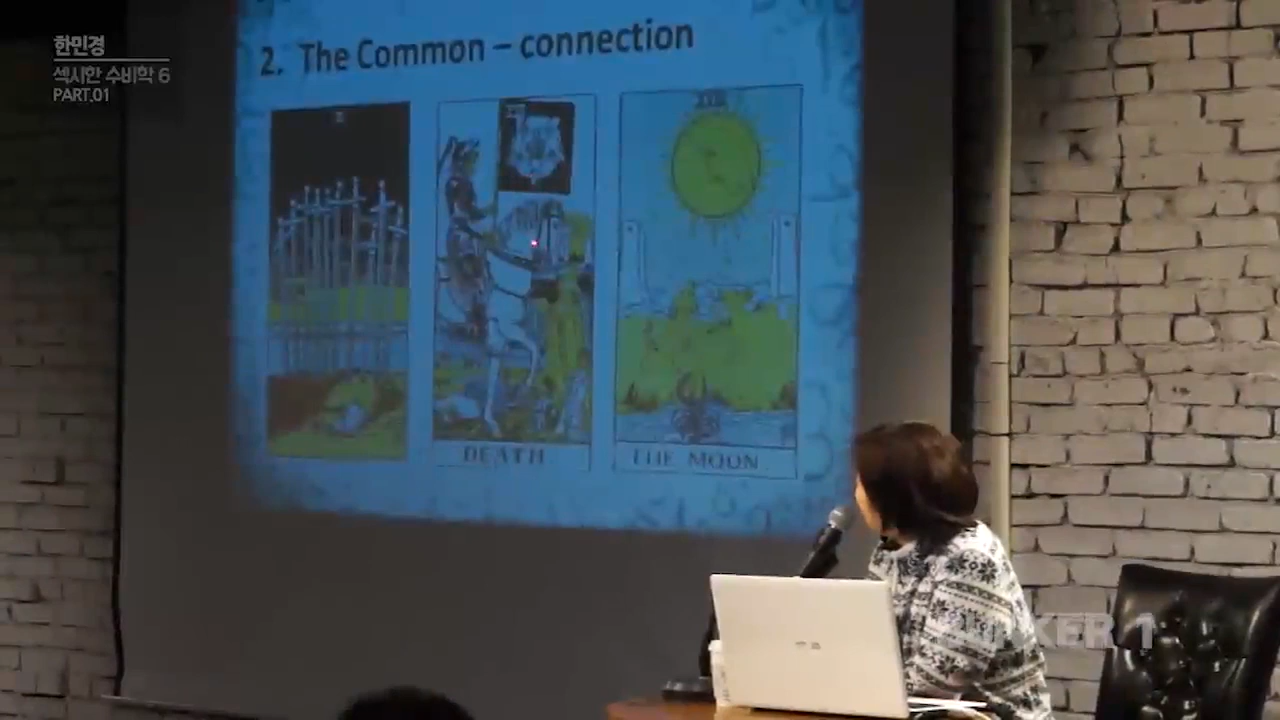 한민경
섹시한 수비학 6
PART.01
2. The Common – connection
DEATH
THE MOON